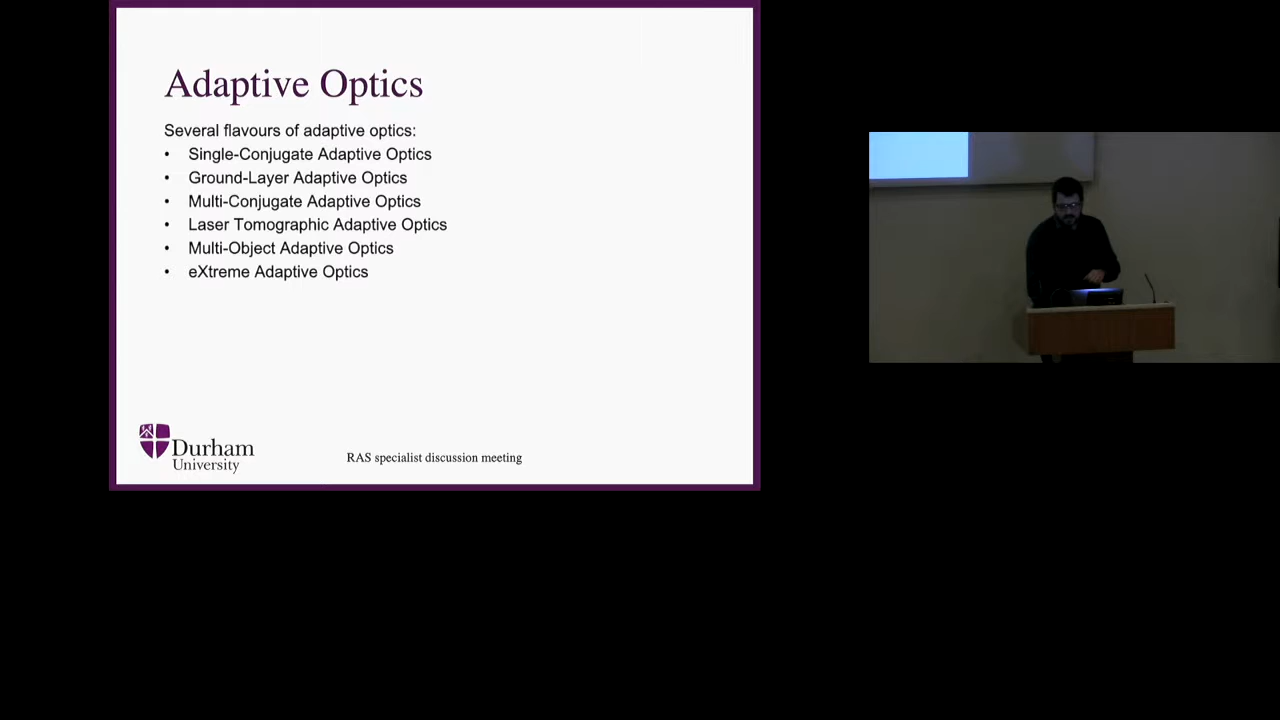 Adaptive Optics
Several flavours of adaptive optics:
• Single-Conjugate Adaptive Optics
• Ground-Layer Adaptive Optics
• Multi-Conjugate Adaptive Optics
• Laser Tomographic Adaptive Optics
• Multi-Object Adaptive Optics
• eXtreme Adaptive Optics
Durham
University
RAS specialist discussion meeting